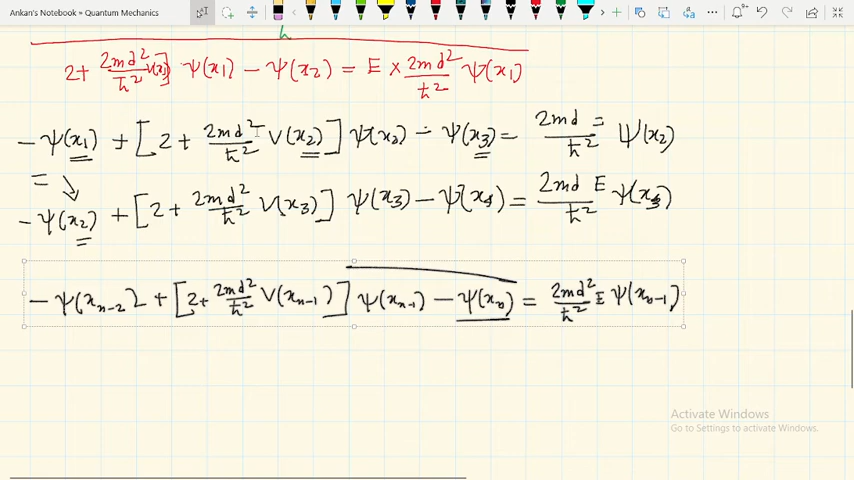 Ankan's Notebook » Quantum Mechanics
2+ 2md²/ħ² V(x₁)] ψ(x₁) − ψ(x₂) = E × 2md²/ħ² ψ(x₁)
−ψ(x₁) + [2 + 2md²/ħ² V(x₂)] ψ(x₂) − ψ(x₃) = 2md =/ħ² ψ(x₂)
−ψ(x₂) + [2 + 2md²/ħ² V(x₃)] ψ(x₃) − ψ(x₄) = 2md E/ħ² ψ(x₃)
−ψ(xₙ₋₂) + [2+ 2md²/ħ² V(xₙ₋₁)] ψ(xₙ₋₁) − ψ(xₙ) = 2md²/ħ² E ψ(xₙ₋₁)
Activate Windows
Go to Settings to activate Windows.